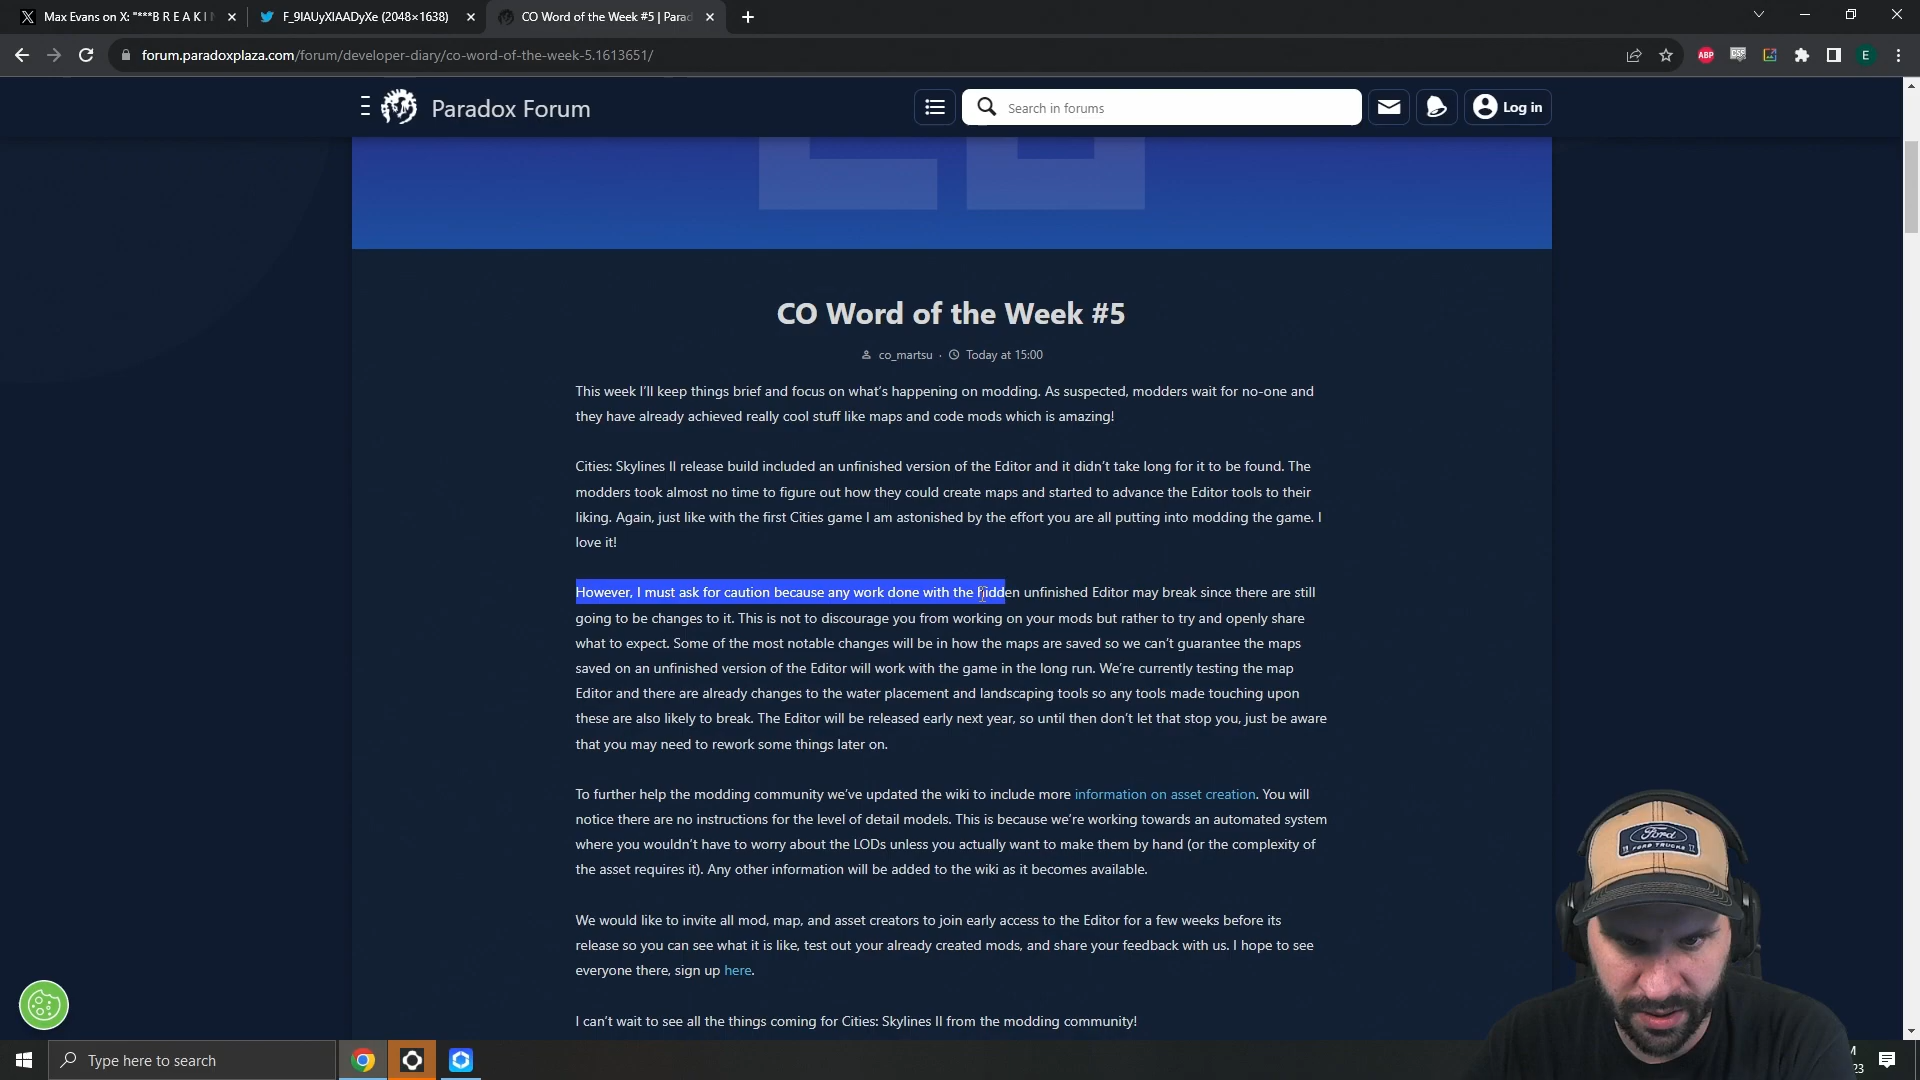 Max Evans on X: "***B R E A K I
F_9IAUyXIAADyXe (2048×1638)
CO Word of the Week #5 | Parad
forum.paradoxplaza.com/forum/developer-diary/co-word-of-the-week-5.1613651/
ABP
E
Paradox Forum
Search in forums
Log in
CO Word of the Week #5
co_martsu · Today at 15:00
This week I'll keep things brief and focus on what's happening on modding. As suspected, modders wait for no-one and
they have already achieved really cool stuff like maps and code mods which is amazing!
Cities: Skylines II release build included an unfinished version of the Editor and it didn't take long for it to be found. The
modders took almost no time to figure out how they could create maps and started to advance the Editor tools to their
liking. Again, just like with the first Cities game I am astonished by the effort you are all putting into modding the game. I
love it!
However, I must ask for caution because any work done with the hidden unfinished Editor may break since there are still
going to be changes to it. This is not to discourage you from working on your mods but rather to try and openly share
what to expect. Some of the most notable changes will be in how the maps are saved so we can't guarantee the maps
saved on an unfinished version of the Editor will work with the game in the long run. We're currently testing the map
Editor and there are already changes to the water placement and landscaping tools so any tools made touching upon
these are also likely to break. The Editor will be released early next year, so until then don't let that stop you, just be aware
that you may need to rework some things later on.
To further help the modding community we've updated the wiki to include more information on asset creation. You will
notice there are no instructions for the level of detail models. This is because we're working towards an automated system
where you wouldn't have to worry about the LODs unless you actually want to make them by hand (or the complexity of
the asset requires it). Any other information will be added to the wiki as it becomes available.
We would like to invite all mod, map, and asset creators to join early access to the Editor for a few weeks before its
release so you can see what it is like, test out your already created mods, and share your feedback with us. I hope to see
everyone there, sign up here.
I can't wait to see all the things coming for Cities: Skylines II from the modding community!
Ford
FORD TRUCKS
Type here to search
M
23